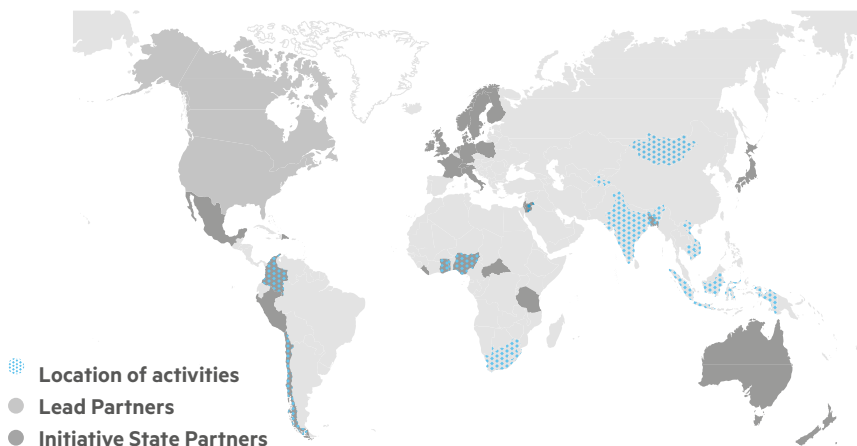 Location of activities
Lead Partners
Initiative State Partners